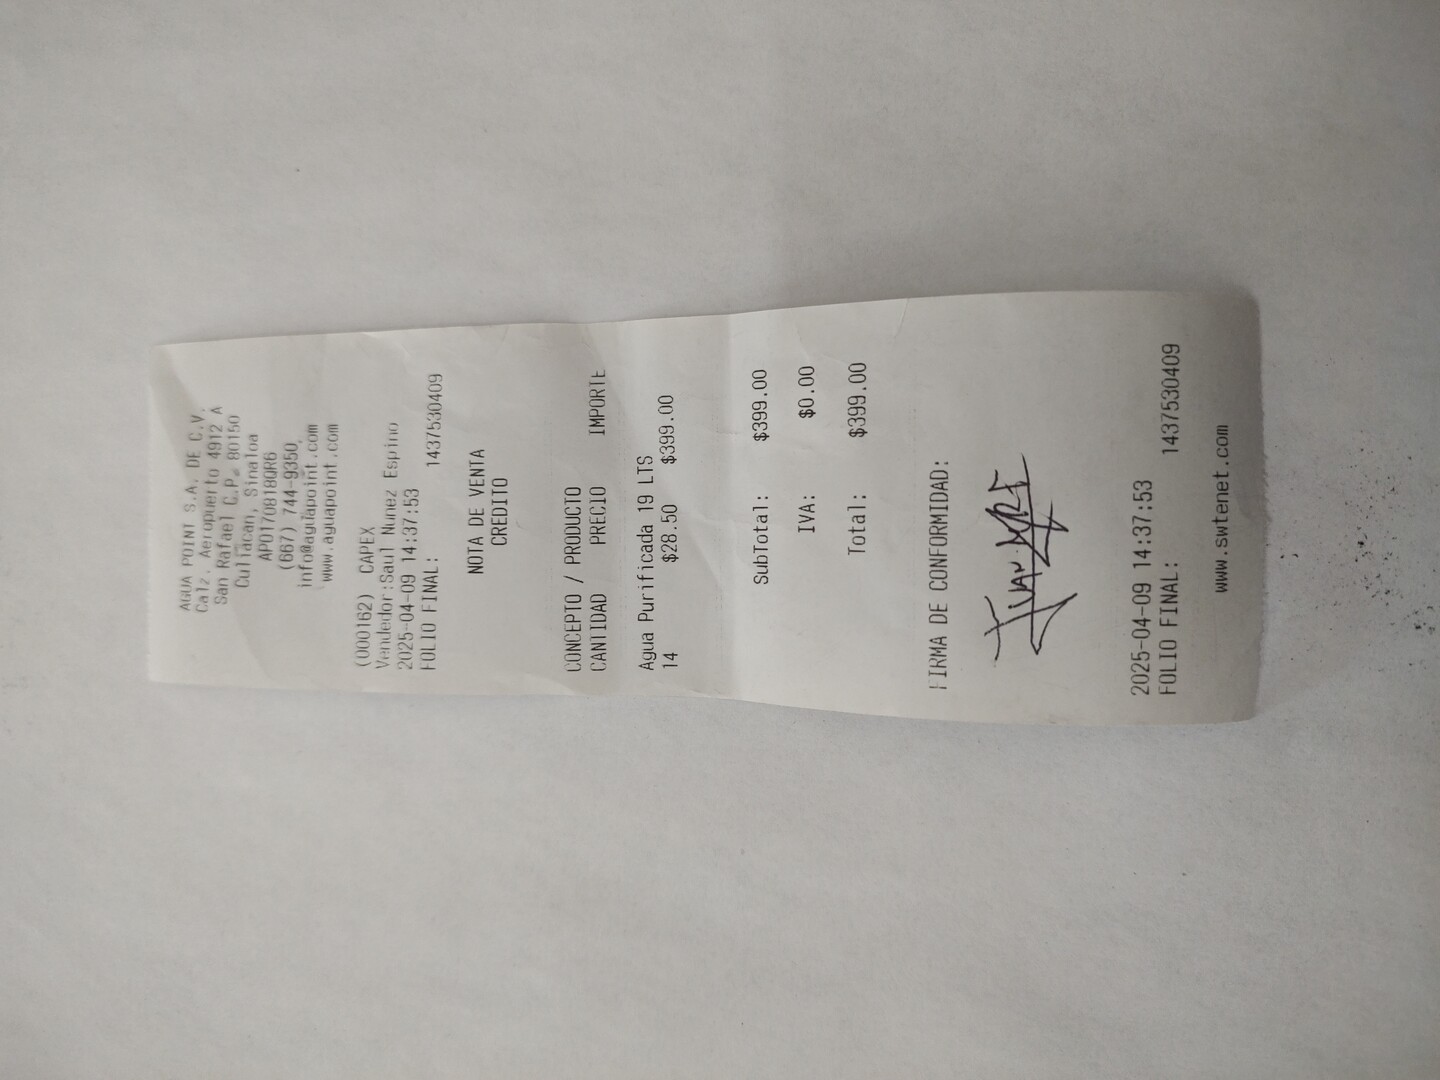 AGUA POINT S.A. DE C.V.
Calz. Aeropuerto 4912 A
San Rafael C.P. 80150
Culiacan, Sinaloa
APO170818QR6
(667) 744-9350,
info@aguapoint.com
www.aguapoint.com
(000162) CAPEX
Vendedor:Saul Nunez Espino
2025-04-09 14:37:53
FOLIO FINAL: 1437530409
NOTA DE VENTA
CREDITO
CONCEPTO / PRODUCTO
CANTIDAD PRECIO IMPORTE
Agua Purificada 19 LTS
14 $28.50 $399.00
SubTotal: $399.00
IVA: $0.00
Total: $399.00
FIRMA DE CONFORMIDAD:
2025-04-09 14:37:53
FOLIO FINAL: 1437530409
www.swtenet.com